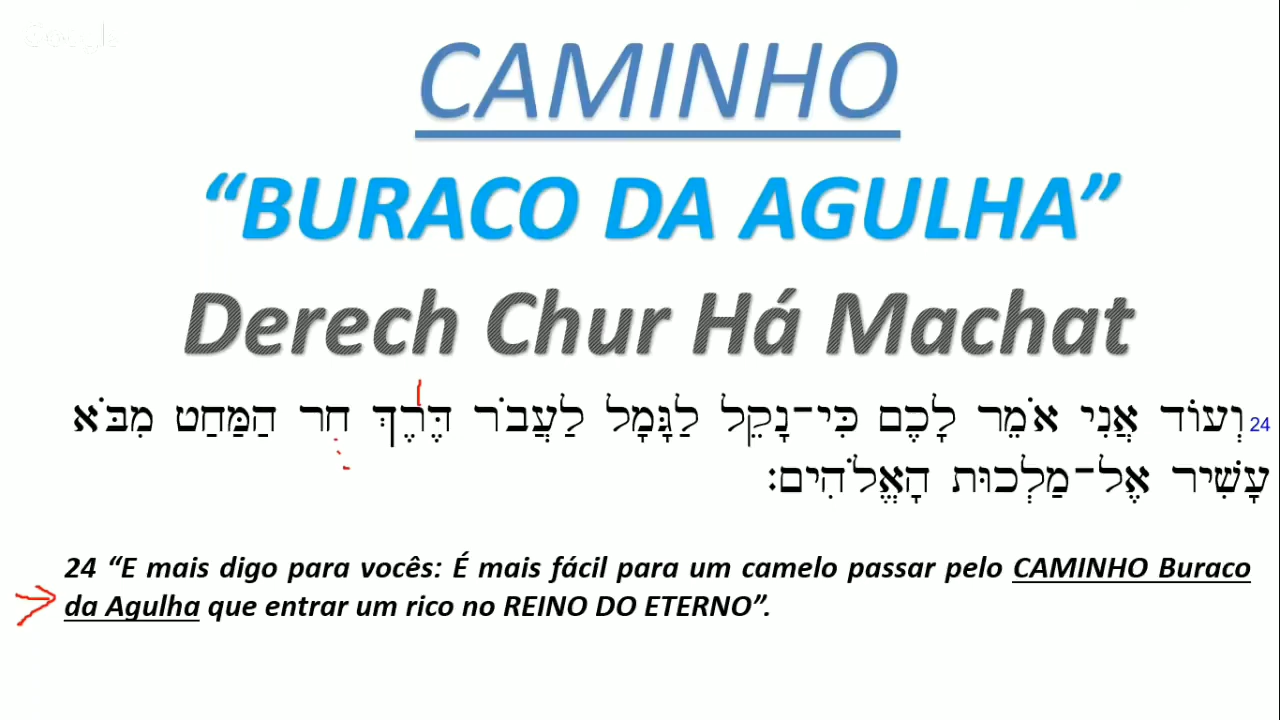 CAMINHO
“BURACO DA AGULHA”
Derech Chur Há Machat
24 וְעוֹד אֲנִי אֹמֵר לָכֶם כִּי־נָקֵל לַגָּמָל לַעֲבֹר דֶּרֶךְ חֹר הַמַּחַט מִבֹּא
עָשִׁיר אֶל־מַלְכוּת הָאֱלֹהִים׃
24 “E mais digo para vocês: É mais fácil para um camelo passar pelo CAMINHO Buraco
da Agulha que entrar um rico no REINO DO ETERNO”.